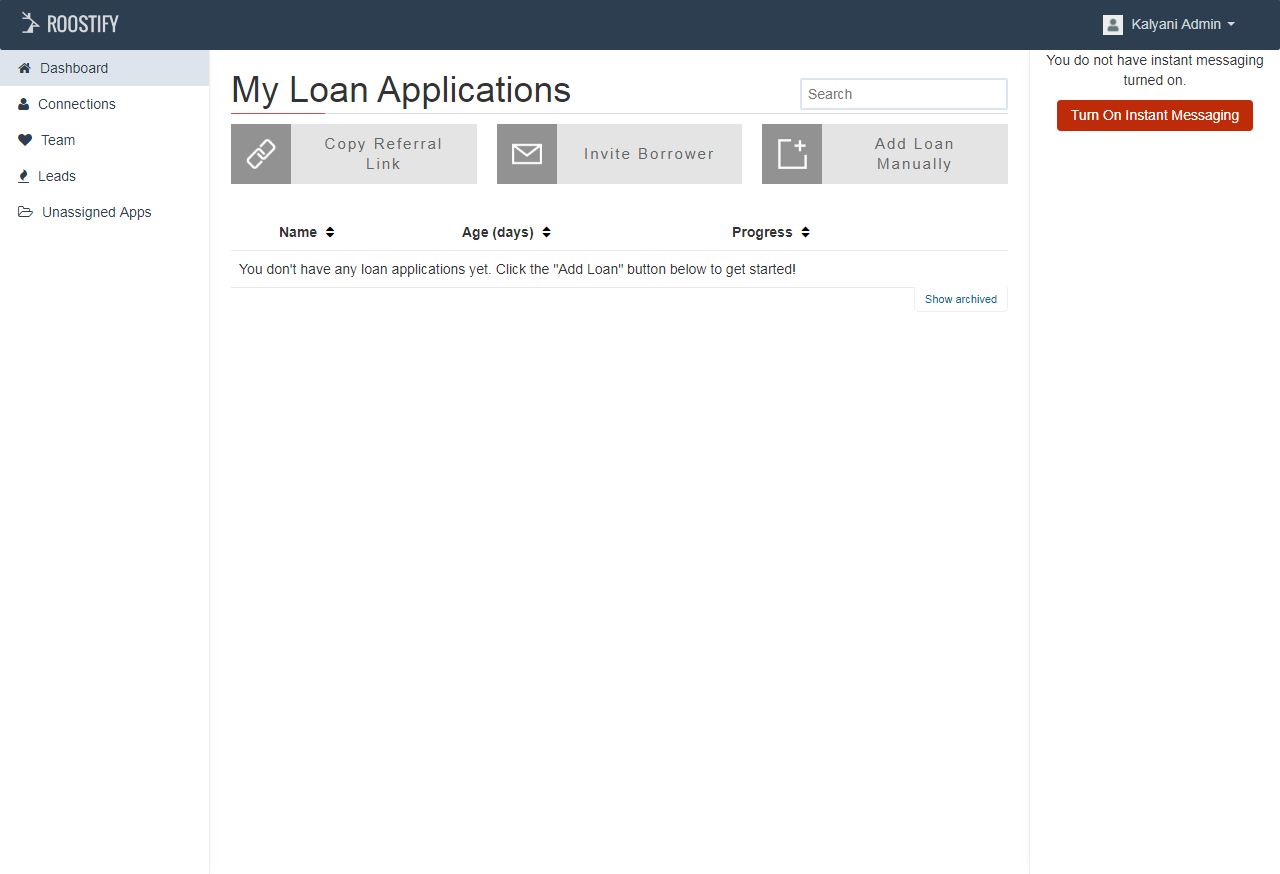 ROOSTIFY
Kalyani Admin
Dashboard
Connections
Team
Leads
Unassigned Apps
My Loan Applications
Search
Copy Referral
Link
Invite Borrower
Add Loan
Manually
Name
Age (days)
Progress
You don't have any loan applications yet. Click the "Add Loan" button below to get started!
Show archived
You do not have instant messaging
turned on.
Turn On Instant Messaging